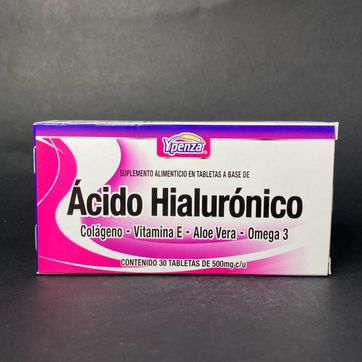 Ypenza
SUPLEMENTO ALIMENTICIO EN TABLETAS A BASE DE
Ácido Hialurónico
Colágeno - Vitamina E - Aloe Vera - Omega 3
CONTENIDO 30 TABLETAS DE 500mg c/u